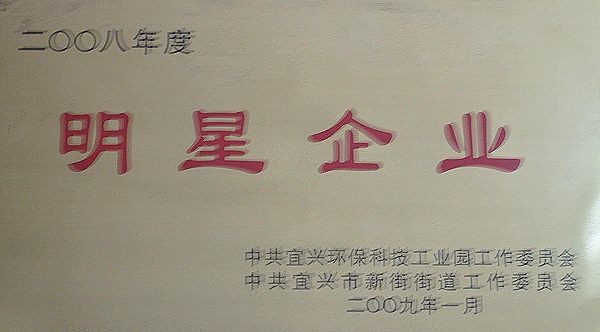 二〇〇八年度
明星企业
中共宜兴环保科技工业园工作委员会
中共宜兴市新街街道工作委员会
二〇〇九年一月